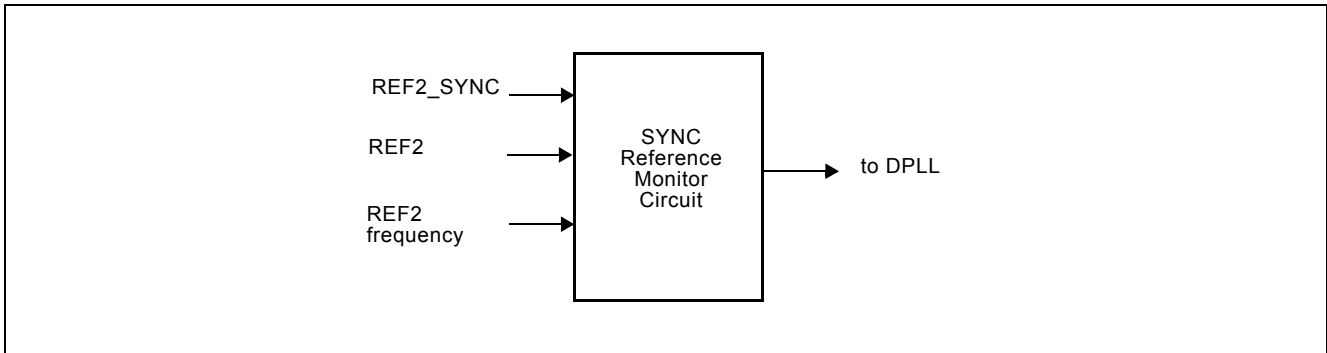 REF2_SYNC
REF2
REF2
frequency
SYNC
Reference
Monitor
Circuit
to DPLL